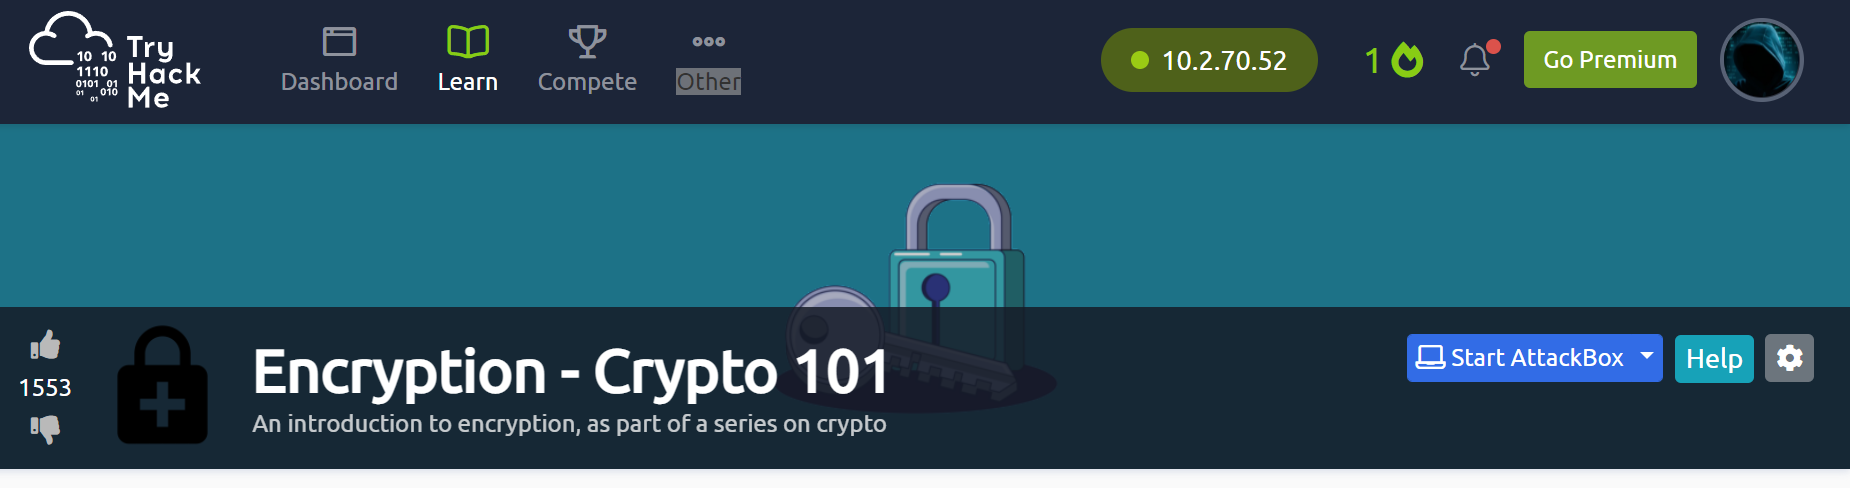 Try
Hack
Me
10 10
1110
0101 01
01 010
01
Dashboard
Learn
Compete
Other
10.2.70.52
1
Go Premium
1553
Encryption - Crypto 101
An introduction to encryption, as part of a series on crypto
Start AttackBox
Help